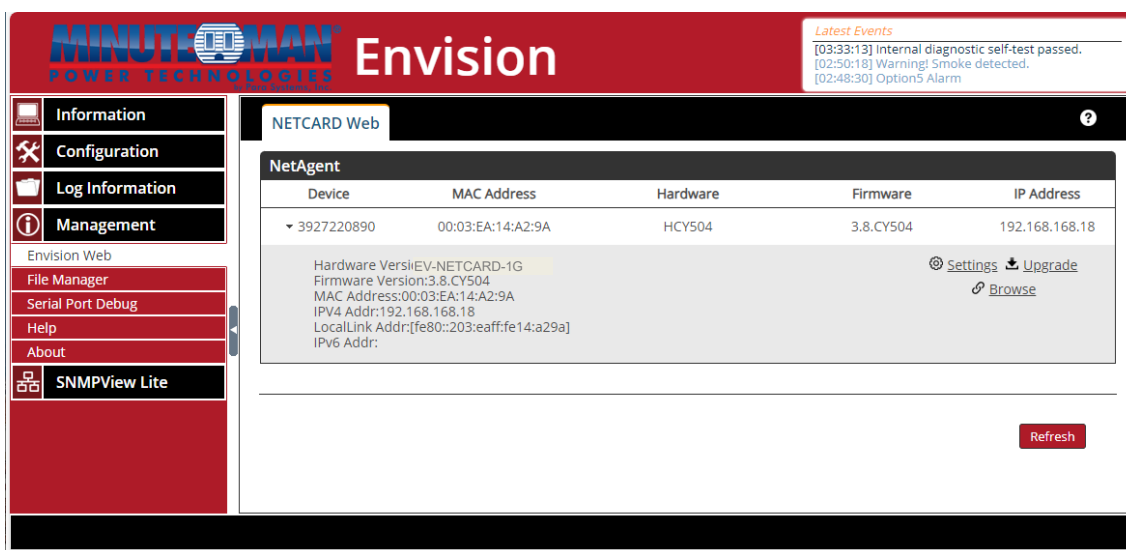 MINUTEMAN
POWER TECHNOLOGIES
by Para Systems, Inc.
Envision
Latest Events
[03:33:13] Internal diagnostic self-test passed.
[02:50:18] Warning! Smoke detected.
[02:48:30] Option5 Alarm
Information
Configuration
Log Information
Management
Envision Web
File Manager
Serial Port Debug
Help
About
SNMPView Lite
NETCARD Web
?
NetAgent
Device MAC Address Hardware Firmware IP Address
3927220890 00:03:EA:14:A2:9A HCY504 3.8.CY504 192.168.168.18
Hardware Versi EV-NETCARD-1G
Firmware Version:3.8.CY504
MAC Address:00:03:EA:14:A2:9A
IPV4 Addr:192.168.168.18
LocalLink Addr:[fe80::203:eaff:fe14:a29a]
IPv6 Addr:
Settings Upgrade
Browse
Refresh